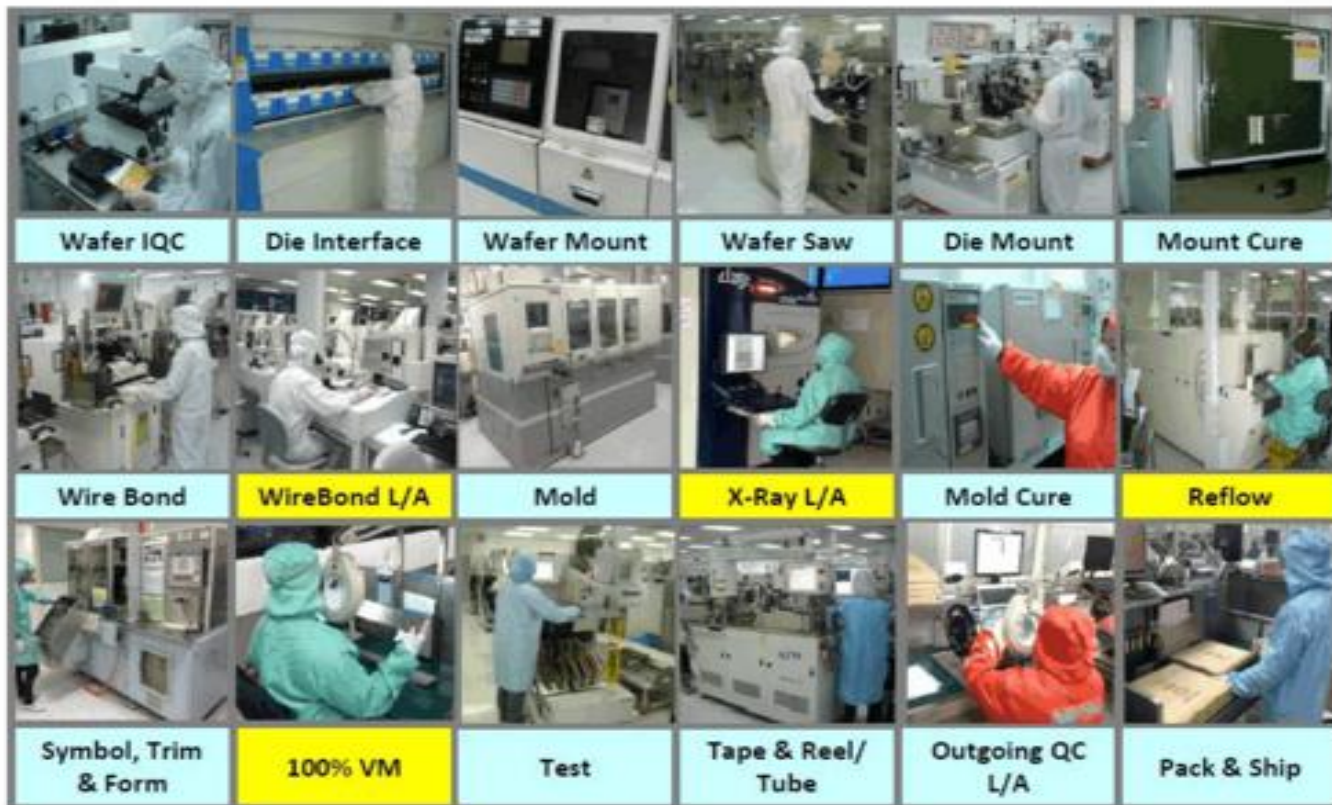 Wafer IQC
Die Interface
Wafer Mount
Wafer Saw
Die Mount
Mount Cure
Wire Bond
WireBond L/A
Mold
X-Ray L/A
Mold Cure
Reflow
Symbol, Trim
& Form
100% VM
Test
Tape & Reel/
Tube
Outgoing QC
L/A
Pack & Ship